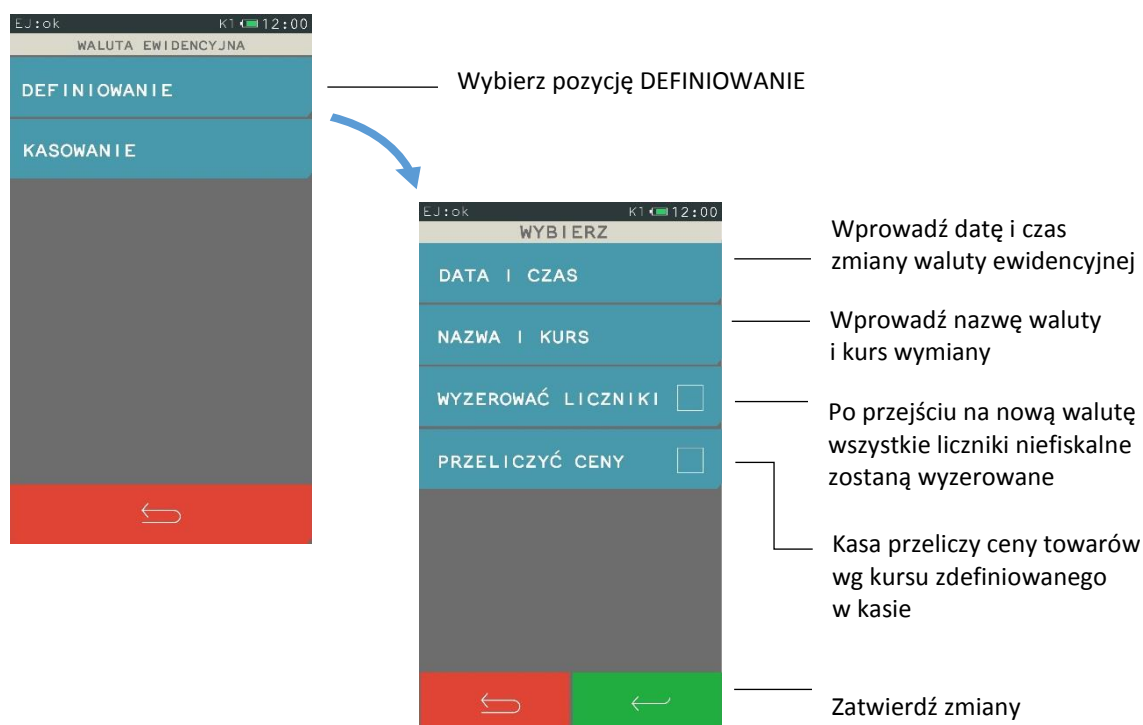 EJ:ok K1 12:00
WALUTA EWIDENCYJNA
DEFINIOWANIE
KASOWANIE
Wybierz pozycję DEFINIOWANIE
EJ:ok K1 12:00
WYBIERZ
DATA I CZAS
NAZWA I KURS
WYZEROWAĆ LICZNIKI
PRZELICZYĆ CENY
Wprowadź datę i czas
zmiany waluty ewidencyjnej
Wprowadź nazwę waluty
i kurs wymiany
Po przejściu na nową walutę
wszystkie liczniki niefiskalne
zostaną wyzerowane
Kasa przeliczy ceny towarów
wg kursu zdefiniowanego
w kasie
Zatwierdź zmiany